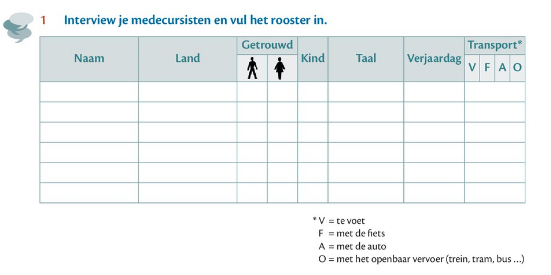 1 Interview je medecursisten en vul het rooster in.
Naam Land Getrouwd Kind Taal Verjaardag Transport*
V F A O
* V = te voet
F = met de fiets
A = met de auto
O = met het openbaar vervoer (trein, tram, bus ...)